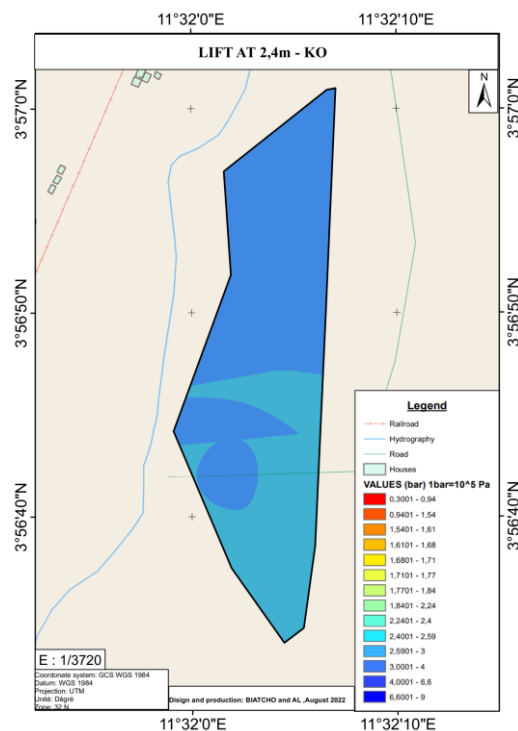 11°32'0"E 11°32'10"E
LIFT AT 2,4m - KO
N
3°57'0"N 3°57'0"N
3°56'50"N 3°56'50"N
3°56'40"N 3°56'40"N
Legend
Railroad
Hydrography
Road
Houses
VALUES (bar) 1bar=10^5 Pa
0,3001 - 0,94
0,9401 - 1,54
1,5401 - 1,61
1,6101 - 1,68
1,6801 - 1,71
1,7101 - 1,77
1,7701 - 1,84
1,8401 - 2,24
2,2401 - 2,4
2,4001 - 2,59
2,5901 - 3
3,0001 - 4
4,0001 - 6,6
6,6001 - 9
E : 1/3720
Coordonate system: GCS WGS 1984
Datum: WGS 1984
Projection: UTM
Unité: Dégré
Zone: 32 N
Disign and production: BIATCHO and AL ,August 2022
11°32'0"E 11°32'10"E